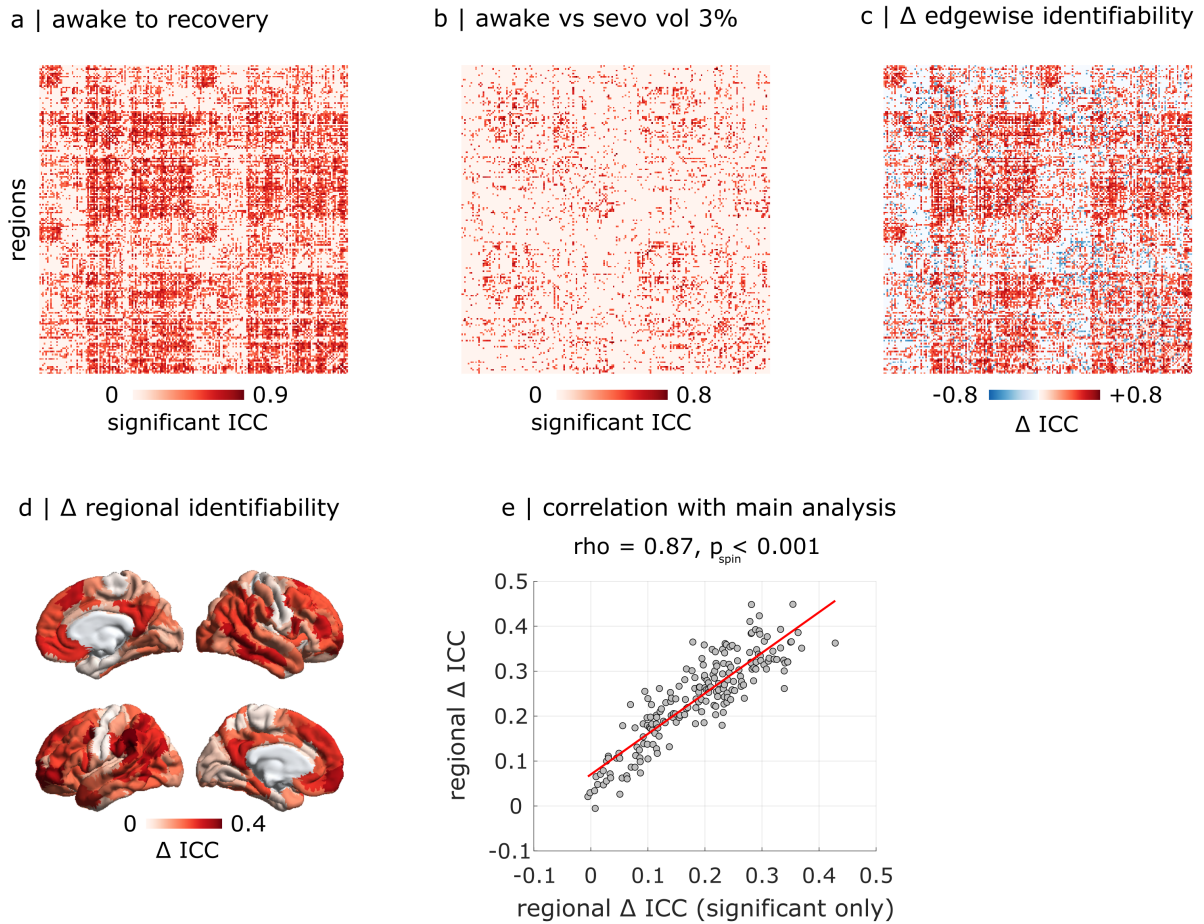 a | awake to recovery
b | awake vs sevo vol 3%
c | Δ edgewise identifiability
regions
0 0.9
significant ICC
0 0.8
significant ICC
-0.8 +0.8
Δ ICC
d | Δ regional identifiability
0 0.4
Δ ICC
e | correlation with main analysis
rho = 0.87, pspin< 0.001
regional Δ ICC
0.5
0.4
0.3
0.2
0.1
0
-0.1
-0.1 0 0.1 0.2 0.3 0.4 0.5
regional Δ ICC (significant only)